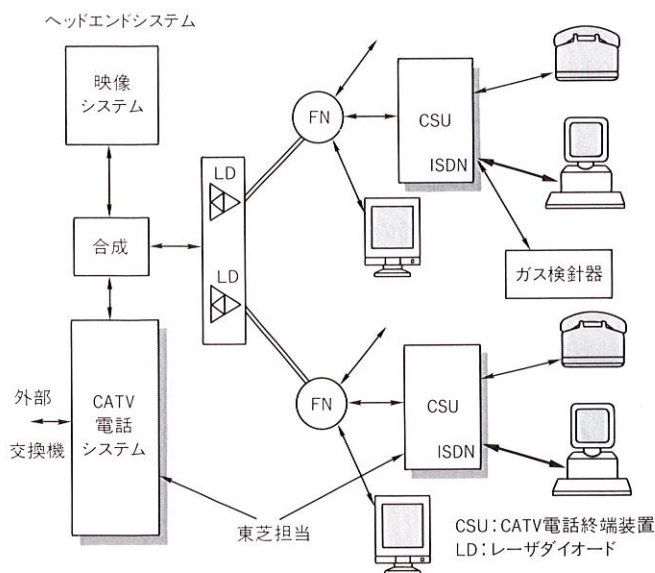 ヘッドエンドシステム
映像
システム
合成
外部
交換機
CATV
電話
システム
LD
LD
FN
FN
CSU
ISDN
ガス検針器
CSU
ISDN
東芝担当
CSU：CATV電話終端装置
LD：レーザダイオード